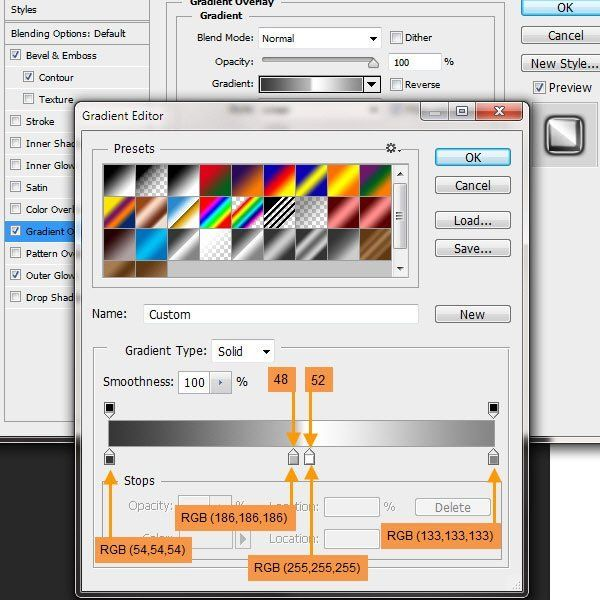 Styles
Blending Options: Default
Bevel & Emboss
Contour
Texture
Stroke
Inner Shad
Inner Glow
Satin
Color Overl
Gradient O
Pattern Ov
Outer Glow
Drop Shad
Gradient Overlay
Gradient
Blend Mode: Normal Dither
Opacity: 100 %
Gradient: Reverse
OK
Cancel
New Style...
Preview
Gradient Editor
Presets
OK
Cancel
Load...
Save...
Name: Custom New
Gradient Type: Solid
Smoothness: 100 %
48 52
Stops
Opacity: Location: % Delete
RGB (186,186,186)
RGB (133,133,133)
Color: Location:
RGB (54,54,54)
RGB (255,255,255)